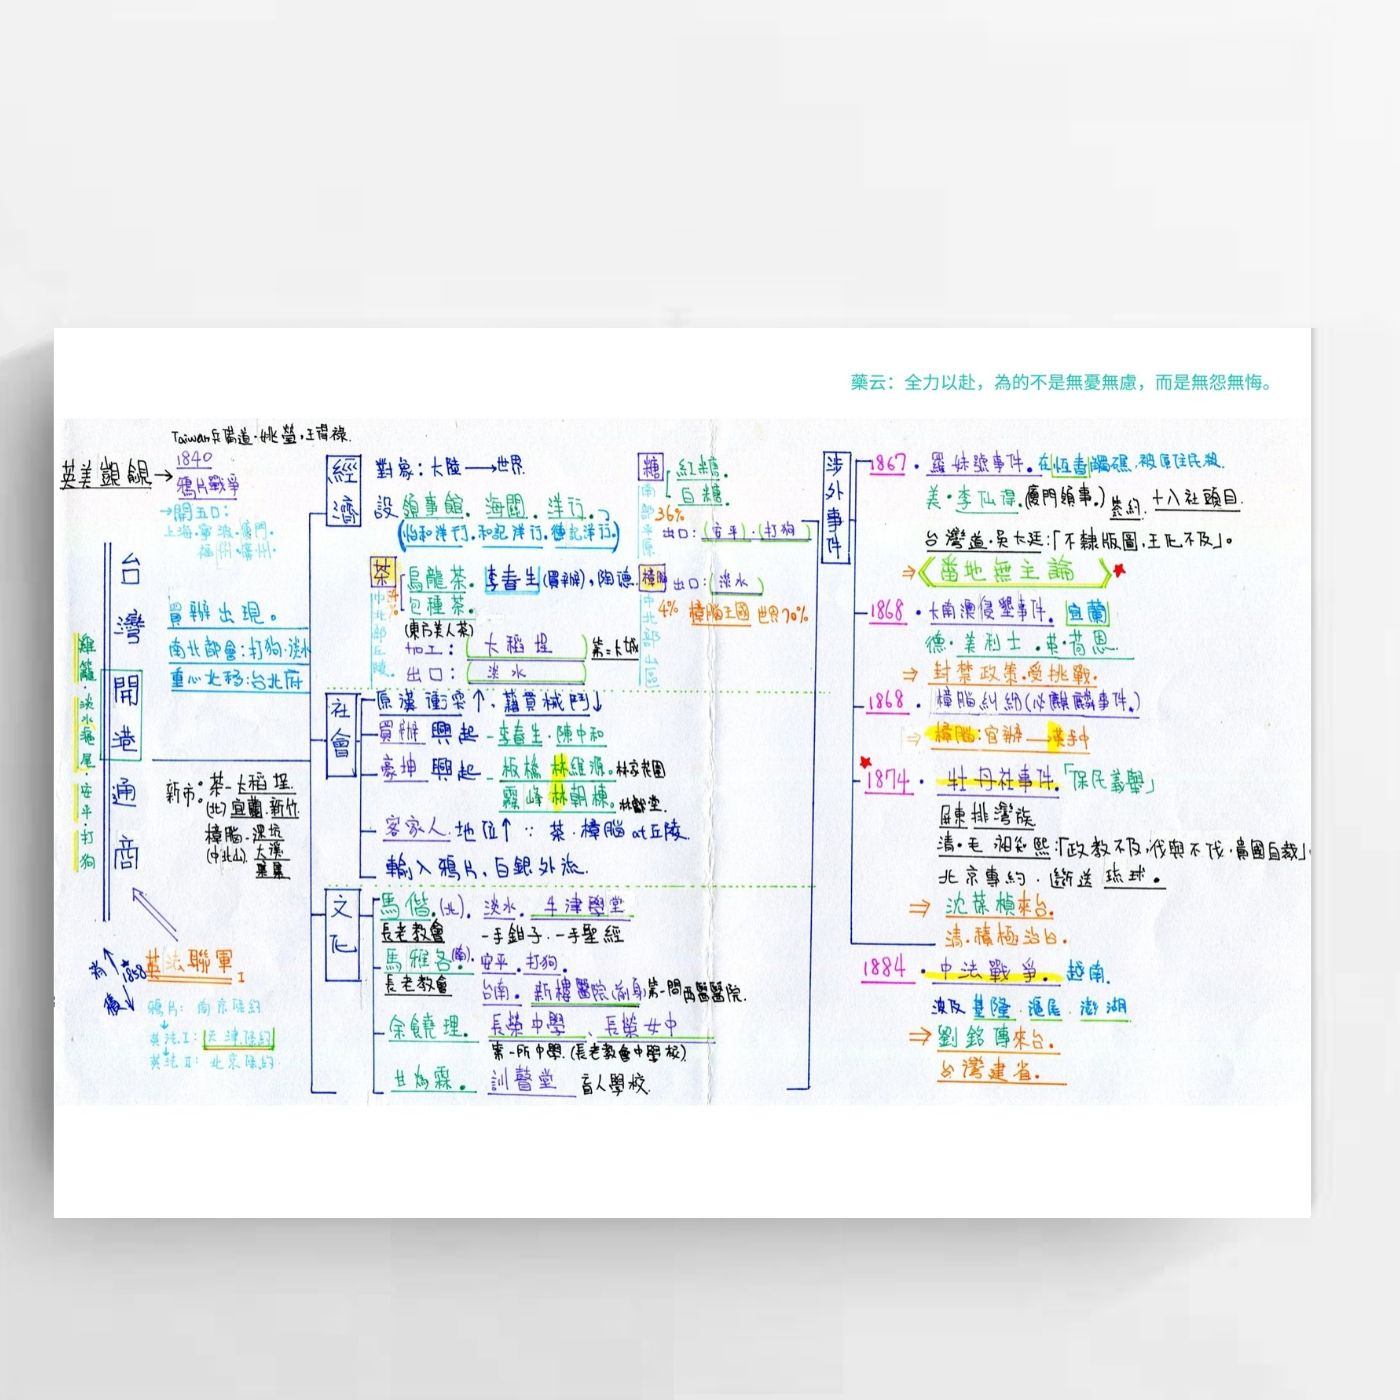 藥云：全力以赴，為的不是無憂無慮，而是無怨無悔。
Taiwan兵備道·姚瑩，王得祿.
英美覬覦→
1840
鴉片戰爭
→開五口：
上海·寧波·廈門·
福州·廣州·
台灣開港通商
雞籠·淡水滬尾·安平·打狗
買辦出現。
南北都會：打狗·淡水
重心北移：台北府
新市：茶-大稻埕.
(北) 宜蘭.新竹
樟腦-深坑
(中北山) 大溪
英法聯軍 I
前
1858
後
鴉片：南京條約
英法I：天津條約
英法II：北京條約
經濟
對象：大陸→世界
設領事館．海關．洋行．
(怡和洋行．和記洋行．德記洋行．)
茶
中北部丘陵.
烏龍茶．李春生(買辦)，陶德．
包種茶．
(東方美人茶)
加工：(大稻埕) 第二大城
出口：(淡水)
糖
南部平原
36%
紅糖．
白糖．
出口：(安平)·(打狗)
樟腦
出口：(淡水)
中北部山區
4% 樟腦王國 世界70%
社會
原漢衝突↑、籍貫械鬥↓
買辦興起-李春生．陳中和
豪紳興起-板橋林維源．林家花園
霧峰林朝棟．林獻堂．
客家人．地位↑∵茶．樟腦at丘陵．
輸入鴉片、白銀外流．
文化
馬偕．(北)．淡水．牛津學堂
長老教會 一手鉗子．一手聖經
馬雅各．(南)．安平．打狗．
長老教會 台南．新樓醫院(前身)第一間西醫醫院．
余饒理．長榮中學、長榮女中
第一所中學．(長老教會中學校)
甘為霖．訓瞽堂 盲人學校．
涉外事件
1867．羅妹號事件．在恆春觸礁，被原住民殺．
美·李仙得．(廈門領事．)簽約．十八社頭目．
台灣道·吳大廷：「不隸版圖，王化不及」。
⇒番地無主論
1868．大南澳侵墾事件．宜蘭
德·美利士．英·荷恩．
⇒封禁政策·受挑戰．
1868．樟腦糾紛(必麒麟事件．)
⇒樟腦：官辦→
1874．牡丹社事件．「保民義舉」
屏東排灣族
清·毛昶熙：「政教不及，伐與不伐，貴國自裁」．
北京專約．斷送琉球．
⇒沈葆楨來台．
清．積極治台．
1884．中法戰爭．越南．
波及基隆．滬尾．澎湖
⇒劉銘傳來台．
台灣建省．